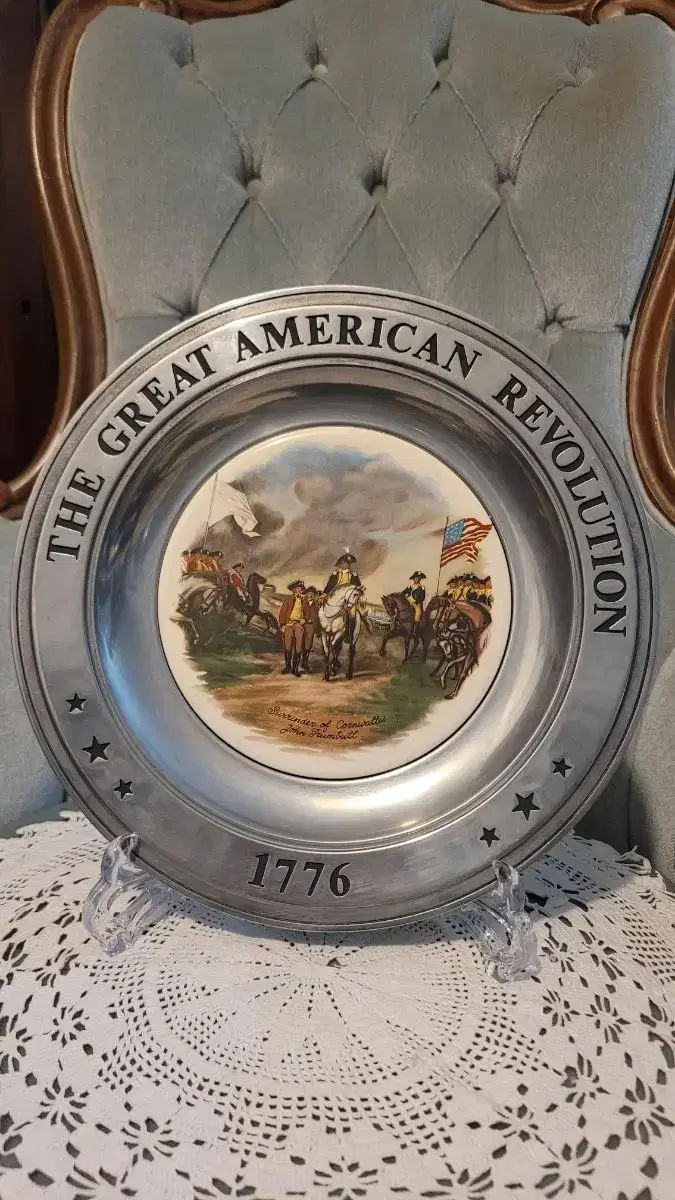 THE GREAT AMERICAN REVOLUTION
Surrender of Cornwallis
John Trumbull
1776